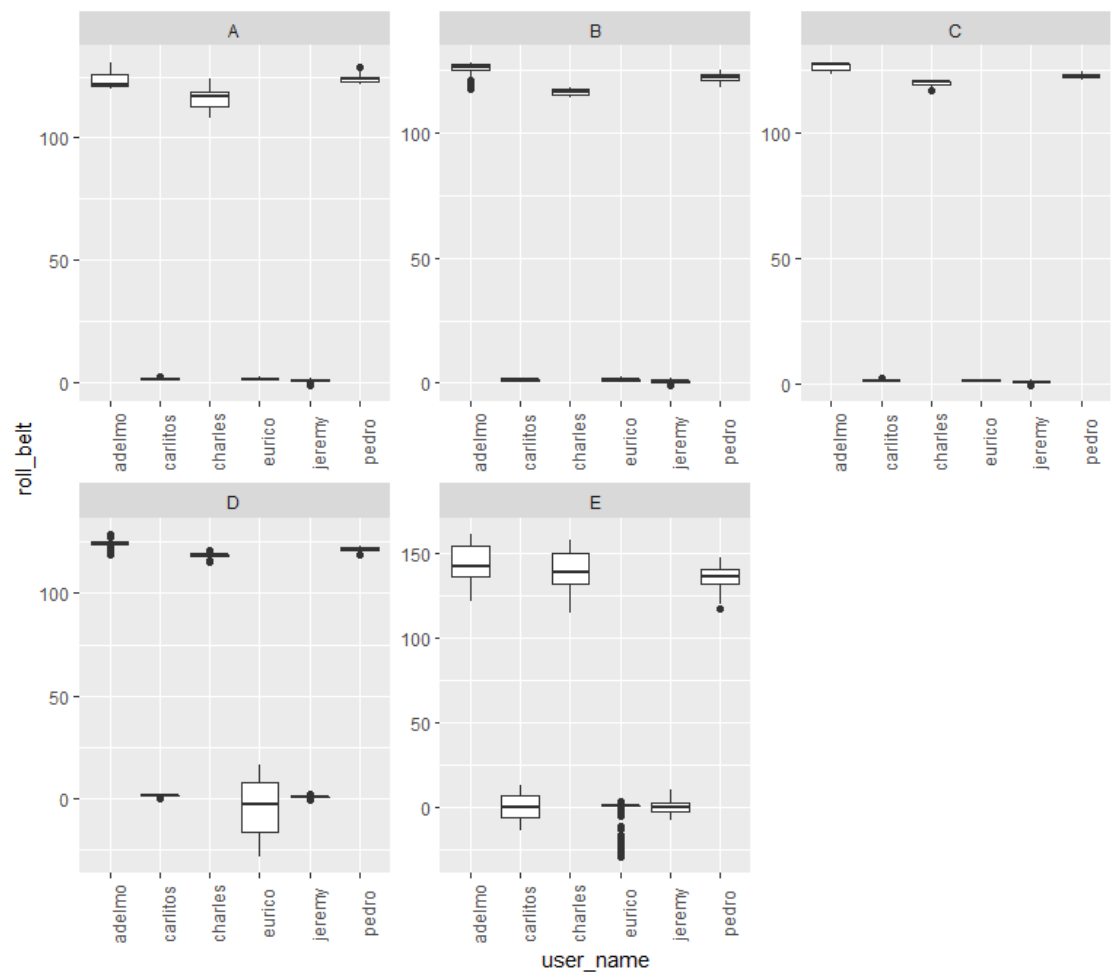 A
B
C
100
50
0
100
50
0
100
50
0
adelmo
carlitos
charles
eurico
jeremy
pedro
adelmo
carlitos
charles
eurico
jeremy
pedro
adelmo
carlitos
charles
eurico
jeremy
pedro
roll_belt
D
E
100
50
0
150
100
50
0
adelmo
carlitos
charles
eurico
jeremy
pedro
adelmo
carlitos
charles
eurico
jeremy
pedro
user_name